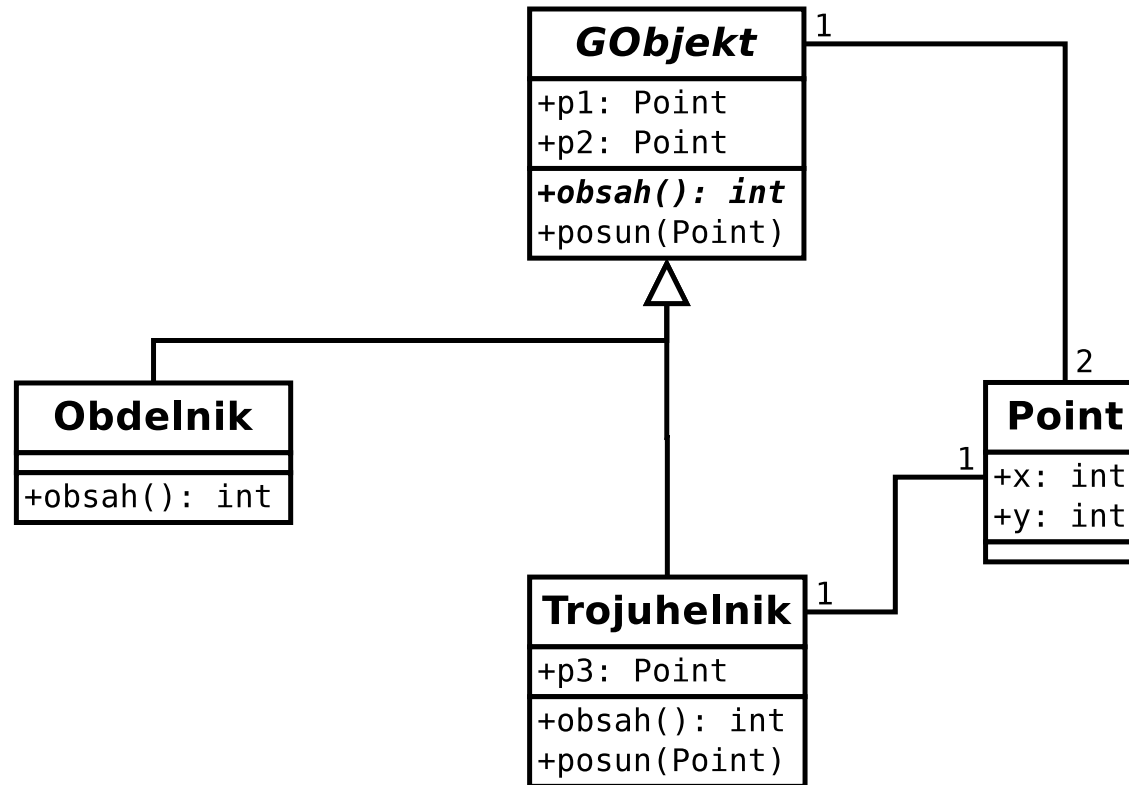 GObjekt
+p1: Point
+p2: Point
+obsah(): int
+posun(Point)
1
2
Obdelnik
+obsah(): int
Point
+x: int
+y: int
1
Trojuhelnik
+p3: Point
+obsah(): int
+posun(Point)
1